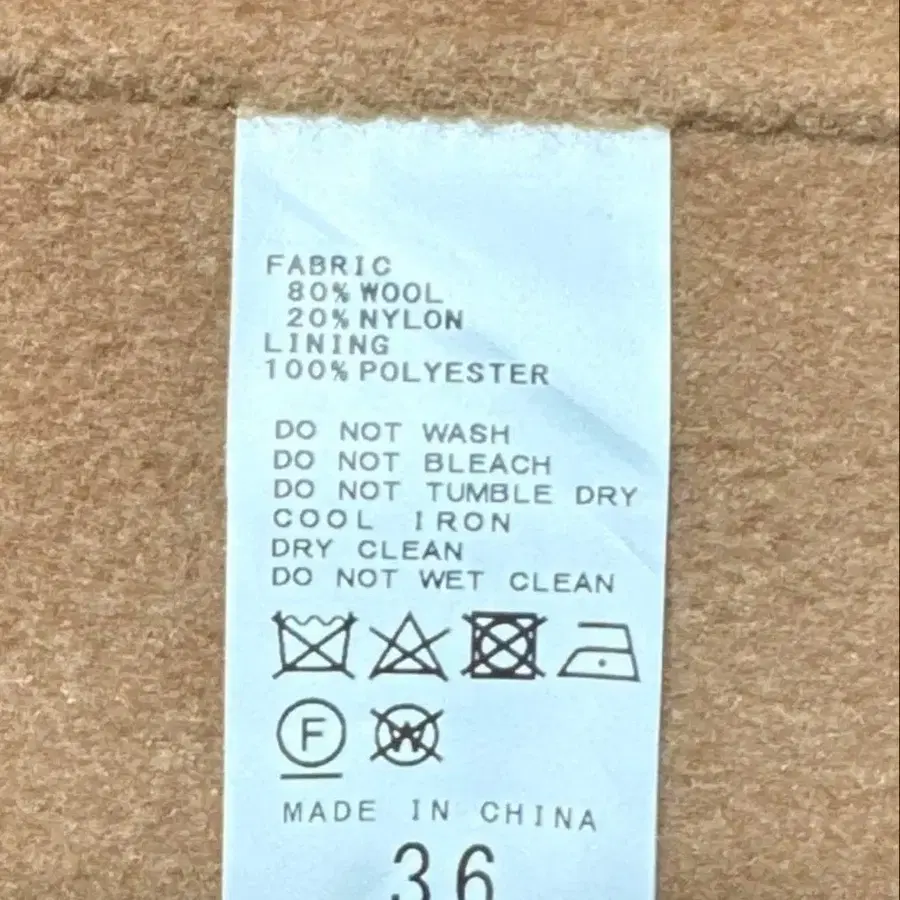 FABRIC
80% WOOL
20% NYLON
LINING
100% POLYESTER
DO NOT WASH
DO NOT BLEACH
DO NOT TUMBLE DRY
COOL IRON
DRY CLEAN
DO NOT WET CLEAN
F W
MADE IN CHINA
36